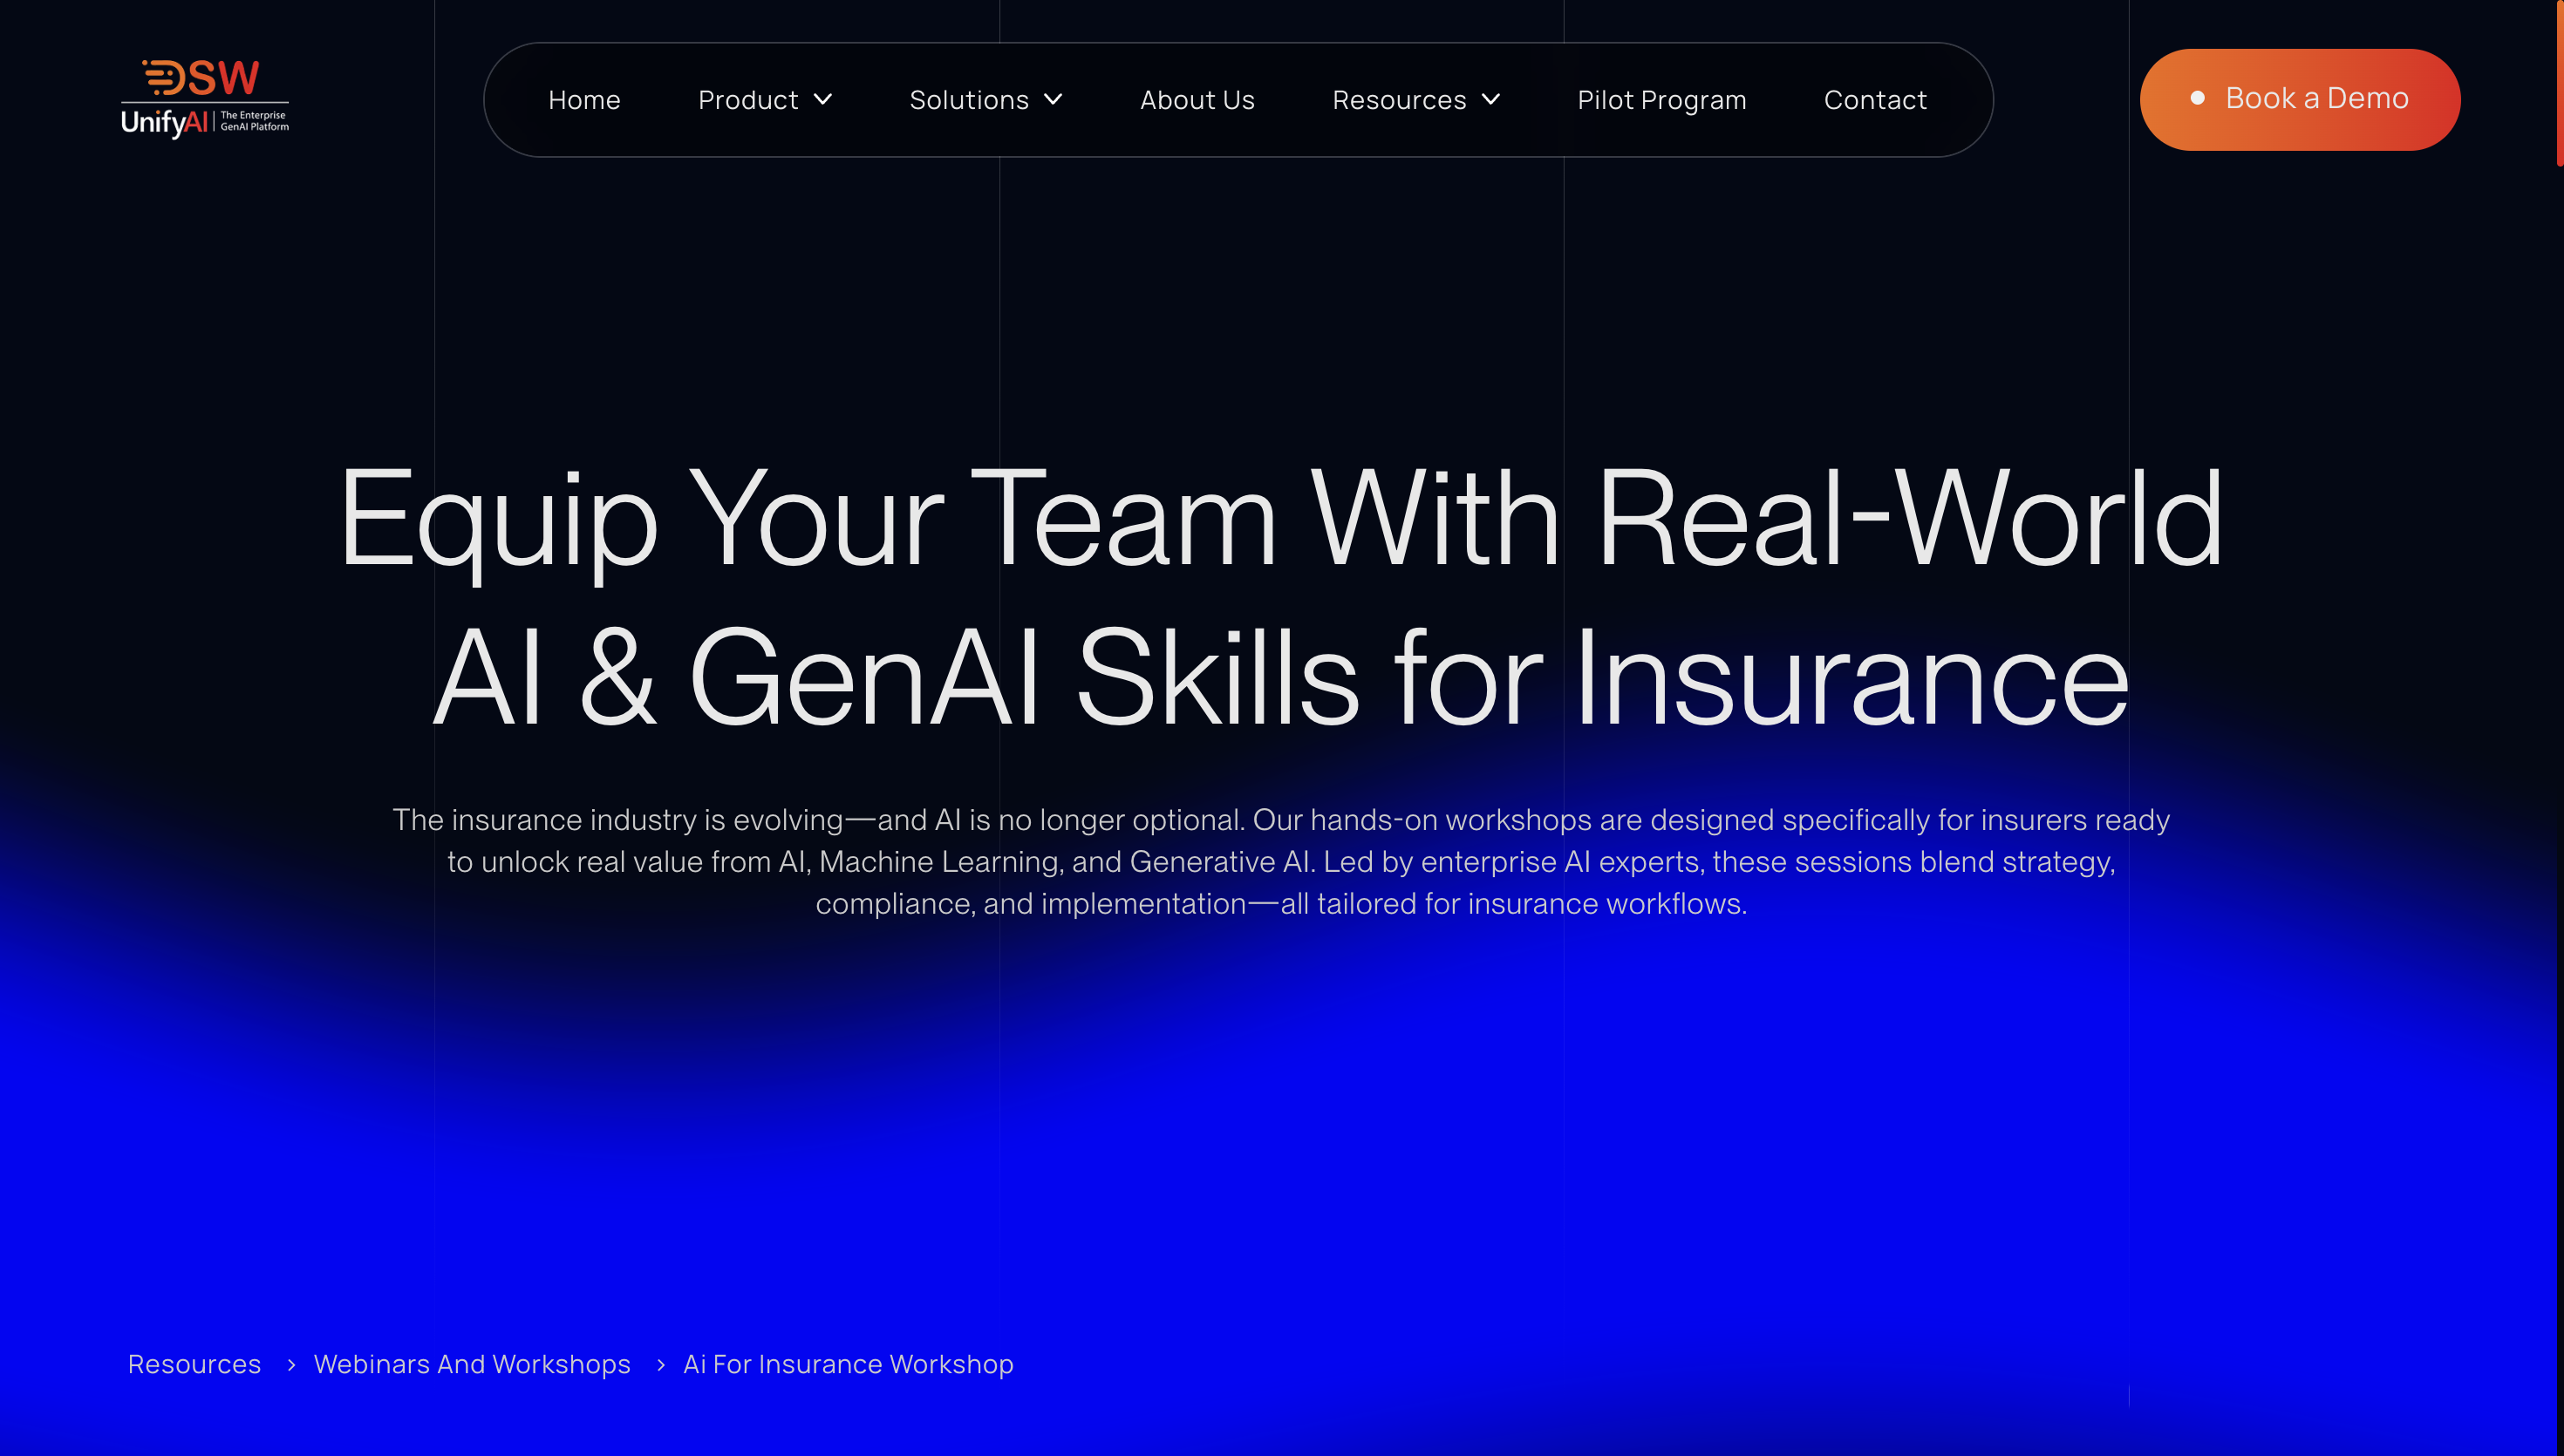 DSW
UnifyAI | The Enterprise
GenAI Platform
Home Product Solutions About Us Resources Pilot Program Contact
Book a Demo
Equip Your Team With Real-World
AI & GenAI Skills for Insurance
The insurance industry is evolving—and AI is no longer optional. Our hands-on workshops are designed specifically for insurers ready
to unlock real value from AI, Machine Learning, and Generative AI. Led by enterprise AI experts, these sessions blend strategy,
compliance, and implementation—all tailored for insurance workflows.
Resources > Webinars And Workshops > Ai For Insurance Workshop